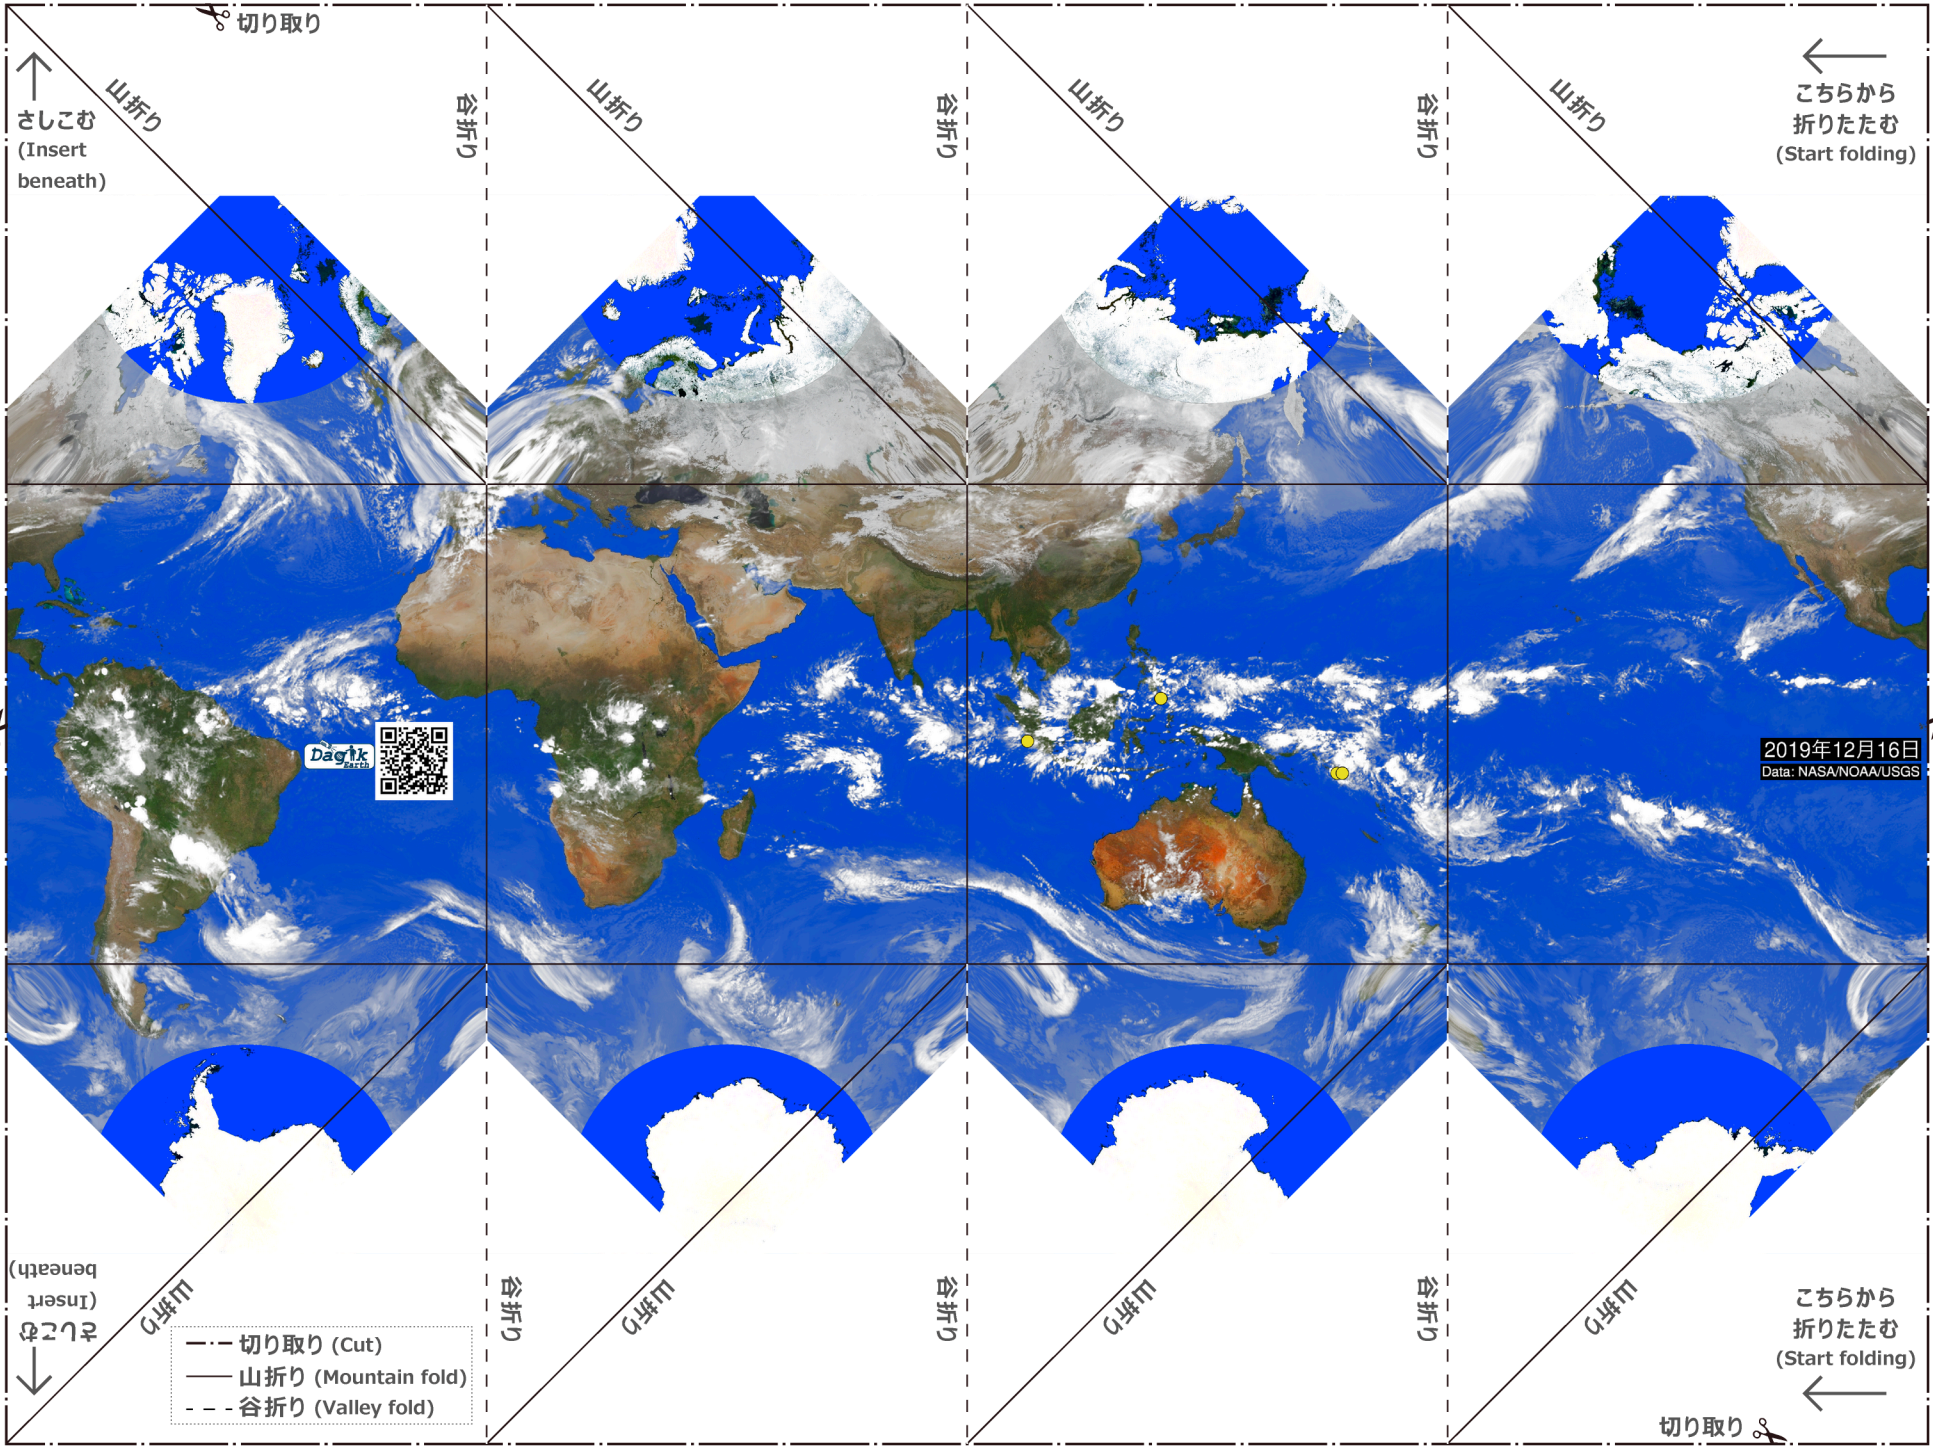 切り取り
さしこむ
(Insert
beneath)
山折り
谷折り
山折り
谷折り
山折り
谷折り
山折り
こちらから
折りたたむ
(Start folding)
Dagik
Earth
2019年12月16日
Data: NASA/NOAA/USGS
さしこむ
(Insert
beneath)
山折り
谷折り
山折り
谷折り
山折り
谷折り
山折り
こちらから
折りたたむ
(Start folding)
切り取り (Cut)
山折り (Mountain fold)
谷折り (Valley fold)
切り取り